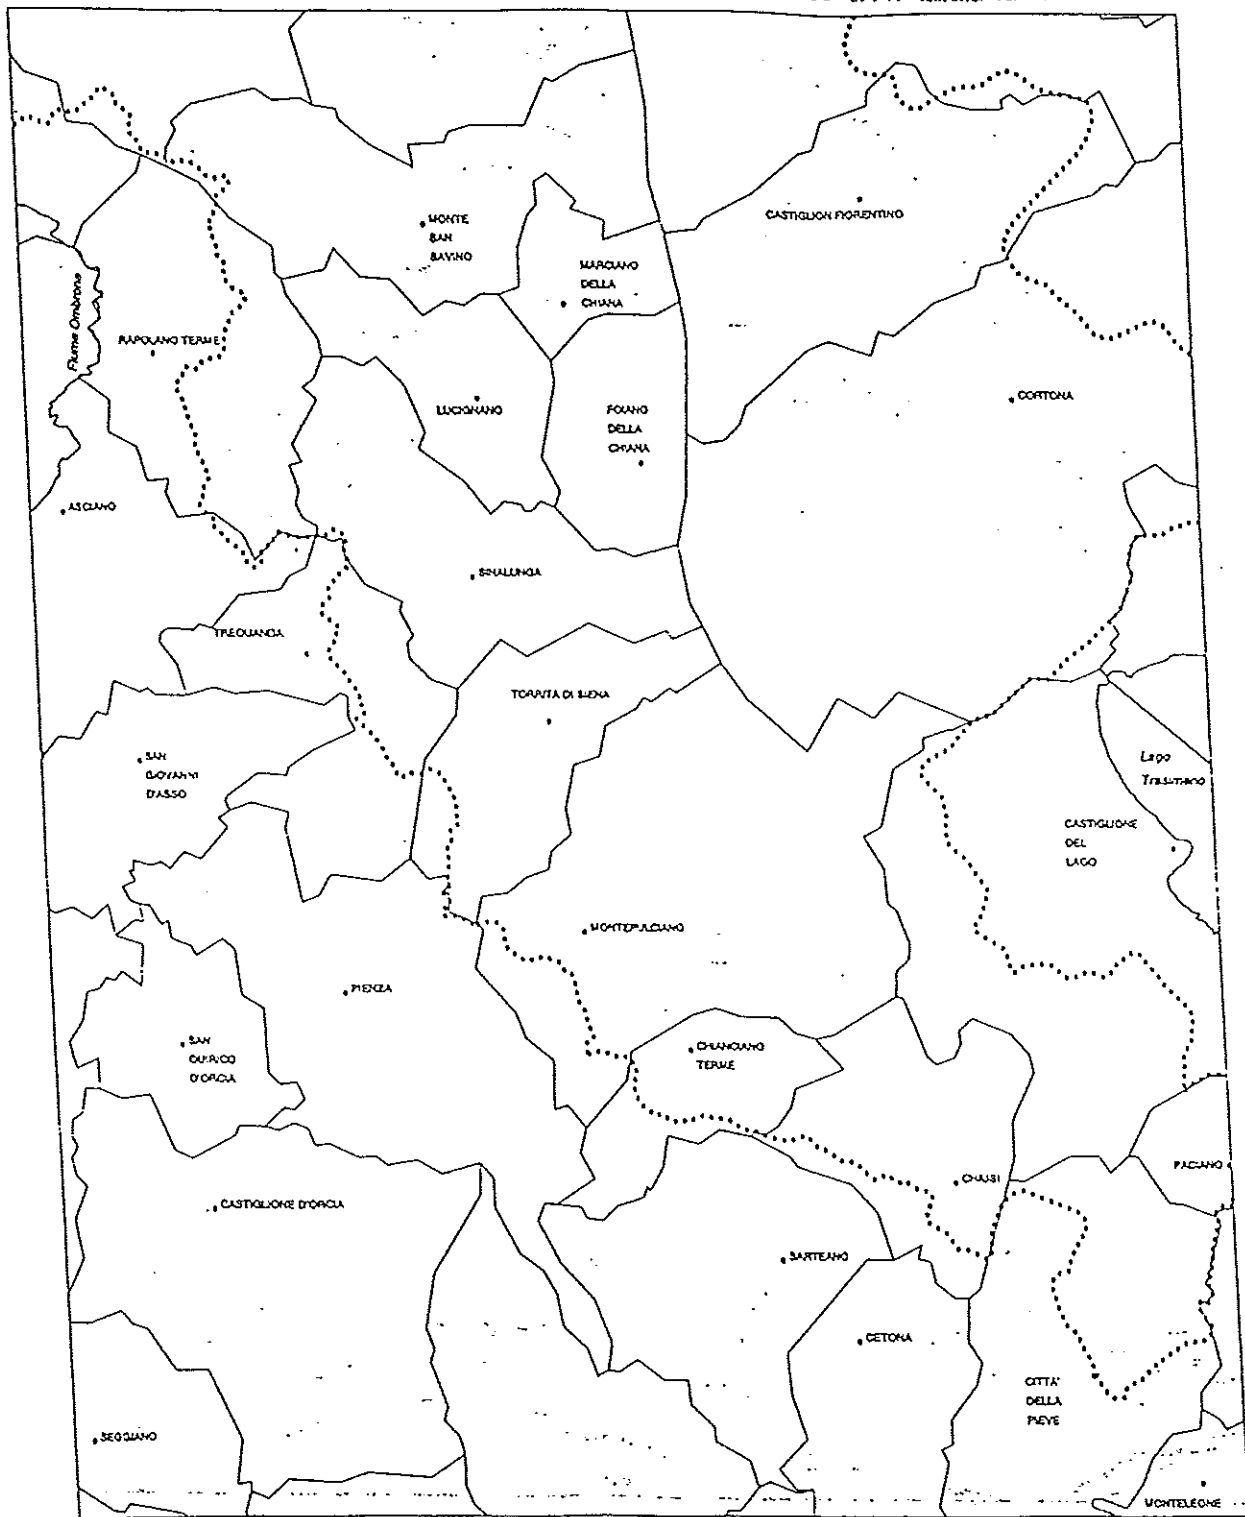 MONTE
SAN
SAVINO
CASTIGLION FIORENTINO
MARCIANO
DELLA
CHIANA
Fiume Ombrone
RAPOLANO TERME
LUCIGNANO
FOIANO
DELLA
CHIANA
CORTONA
ASCIANO
SINALUNGA
TREQUANDA
TORRITA DI SIENA
SAN
GIOVANNI
D'ASSO
Lago
Trasimeno
CASTIGLIONE
DEL
LAGO
MONTEPULCIANO
PIENZA
SAN
QUIRICO
D'ORCIA
CHIANCIANO
TERME
PACIANO
CHIUSI
CASTIGLIONE D'ORCIA
SARTEANO
CETONA
CITTA'
DELLA
PIEVE
SEGGIANO
MONTELEONE